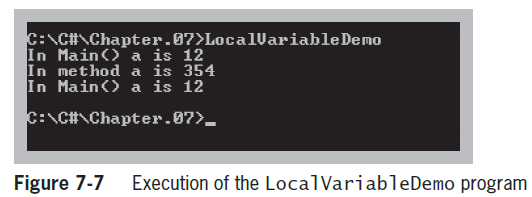 C:\C#\Chapter.07>LocalVariableDemo
In Main() a is 12
In method a is 354
In Main() a is 12
C:\C#\Chapter.07>_
Figure 7-7 Execution of the LocalVariableDemo program